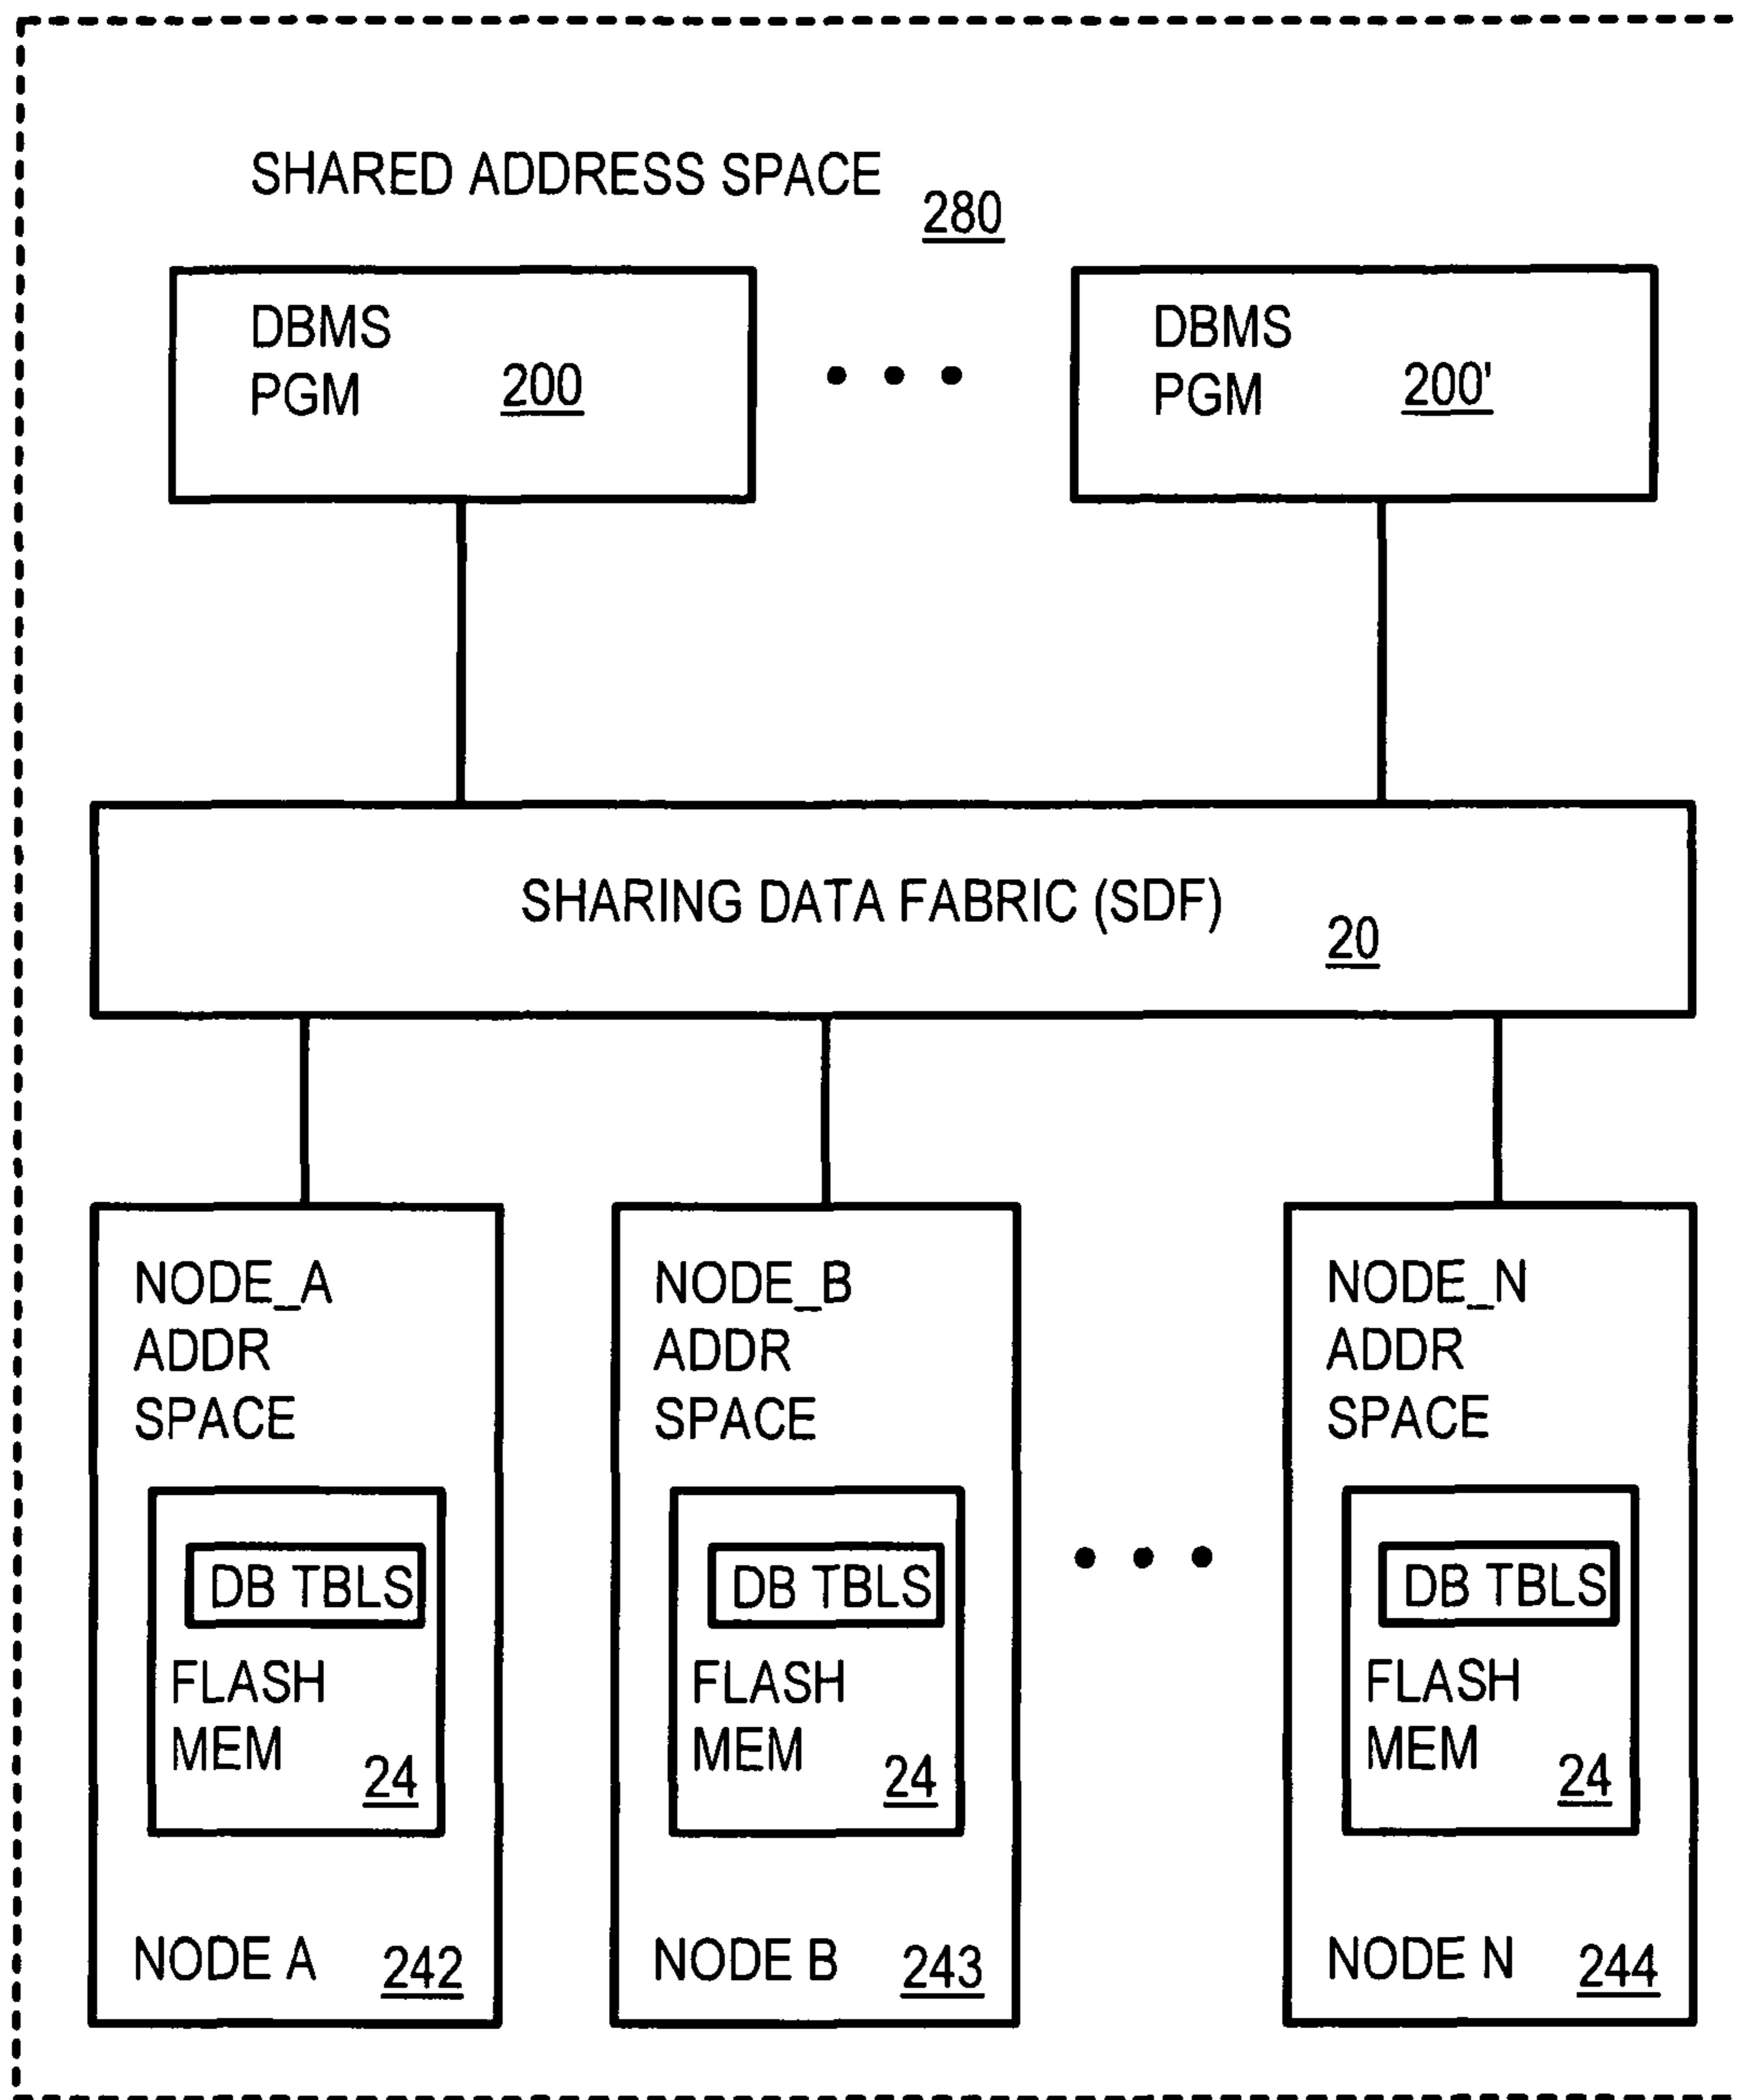 SHARED ADDRESS SPACE
280
DBMS
PGM
200
DBMS
PGM
200'
SHARING DATA FABRIC (SDF)
20
NODE_A
ADDR
SPACE
DB TBLS
FLASH
MEM
24
NODE A
242
NODE_B
ADDR
SPACE
DB TBLS
FLASH
MEM
24
NODE B
243
NODE_N
ADDR
SPACE
DB TBLS
FLASH
MEM
24
NODE N
244